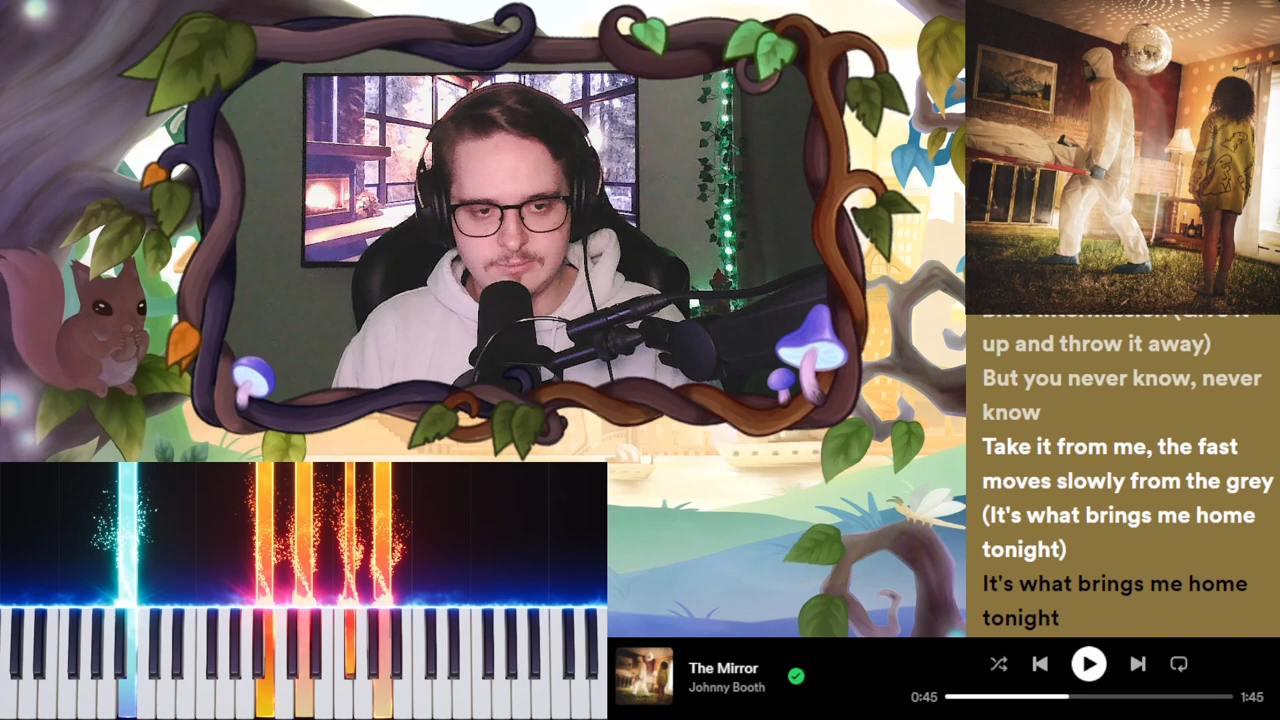 up and throw it away)
But you never know, never
know
Take it from me, the fast
moves slowly from the grey
(It's what brings me home
tonight)
It's what brings me home
tonight
The Mirror
Johnny Booth
0:45
1:45